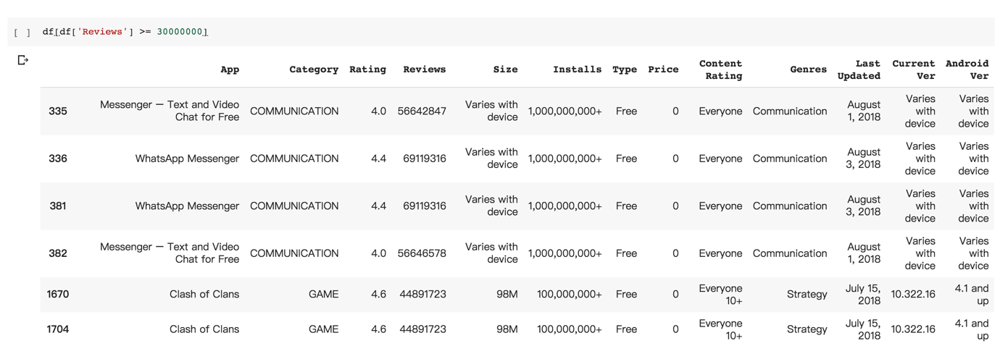 [ ] df[df['Reviews'] >= 30000000]
App Category Rating Reviews Size Installs Type Price Content Rating Genres Last Updated Current Ver Android Ver
335 Messenger – Text and Video Chat for Free COMMUNICATION 4.0 56642847 Varies with device 1,000,000,000+ Free 0 Everyone Communication August 1, 2018 Varies with device Varies with device
336 WhatsApp Messenger COMMUNICATION 4.4 69119316 Varies with device 1,000,000,000+ Free 0 Everyone Communication August 3, 2018 Varies with device Varies with device
381 WhatsApp Messenger COMMUNICATION 4.4 69119316 Varies with device 1,000,000,000+ Free 0 Everyone Communication August 3, 2018 Varies with device Varies with device
382 Messenger – Text and Video Chat for Free COMMUNICATION 4.0 56646578 Varies with device 1,000,000,000+ Free 0 Everyone Communication August 1, 2018 Varies with device Varies with device
1670 Clash of Clans GAME 4.6 44891723 98M 100,000,000+ Free 0 Everyone 10+ Strategy July 15, 2018 10.322.16 4.1 and up
1704 Clash of Clans GAME 4.6 44891723 98M 100,000,000+ Free 0 Everyone 10+ Strategy July 15, 2018 10.322.16 4.1 and up